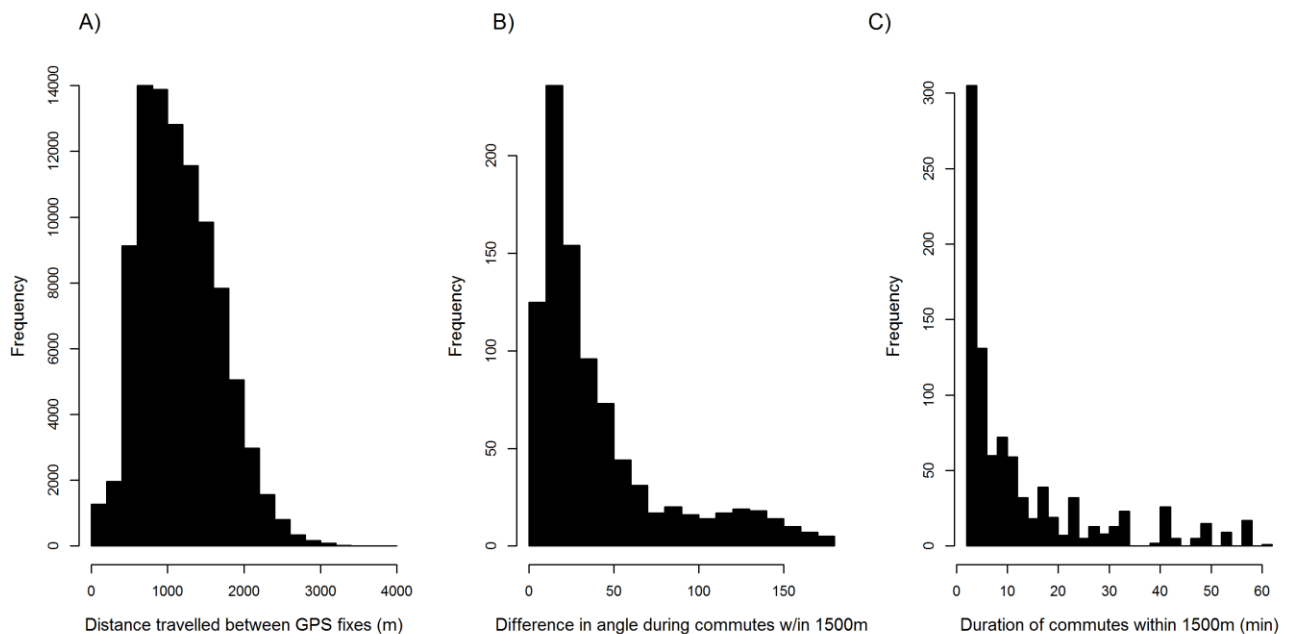 A)
Frequency
0 2000 4000 6000 8000 10000 12000 14000
0 1000 2000 3000 4000
Distance travelled between GPS fixes (m)
B)
Frequency
0 50 100 150 200
0 50 100 150
Difference in angle during commutes w/in 1500m
C)
Frequency
0 50 100 150 200 250 300
0 10 20 30 40 50 60
Duration of commutes within 1500m (min)